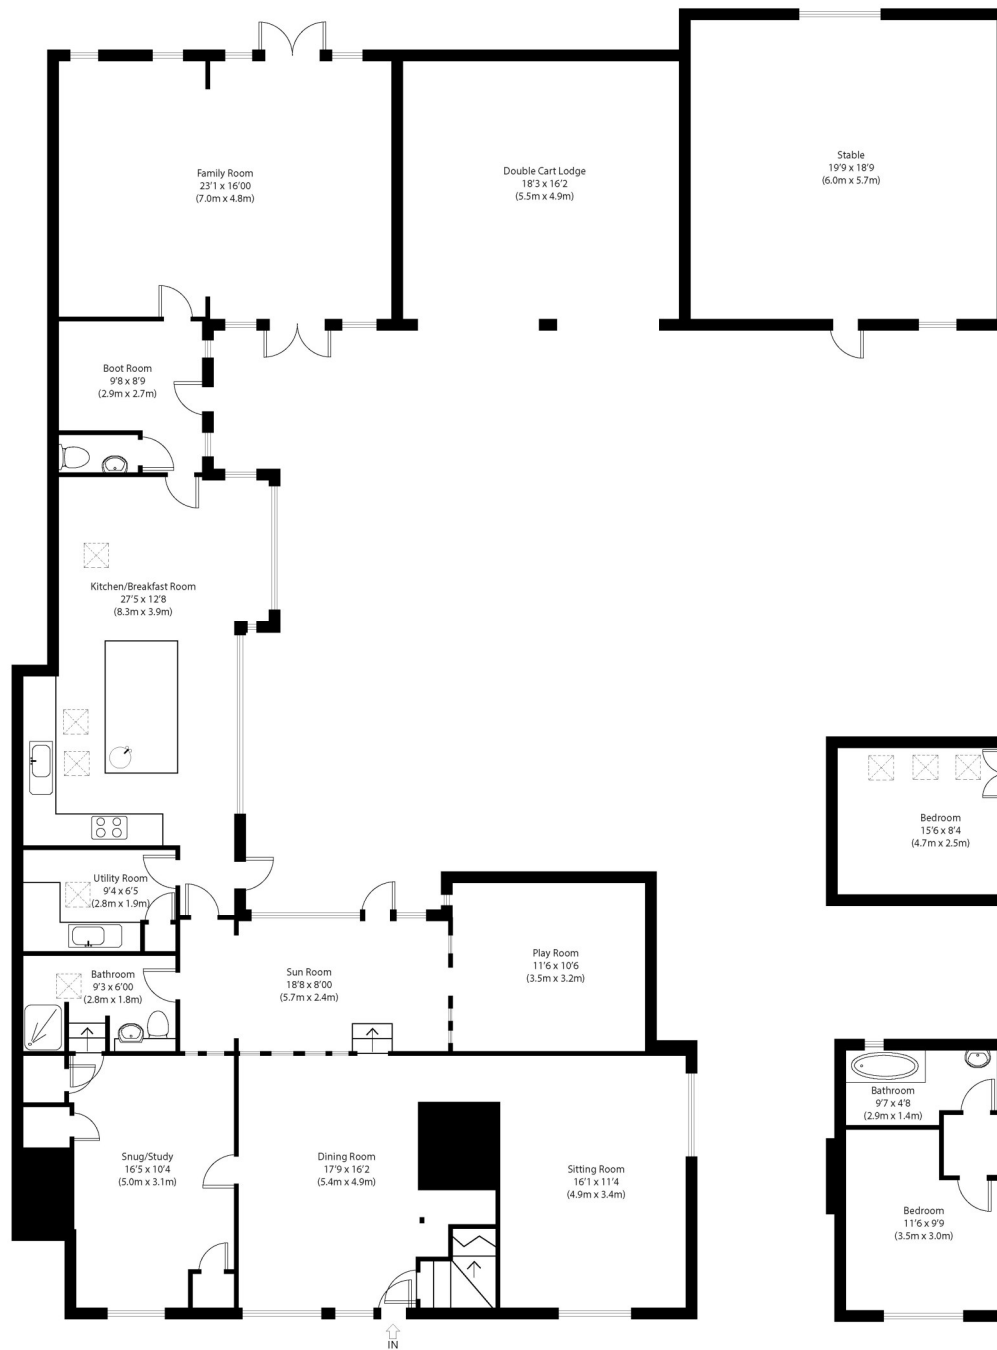 Family Room
23'1 x 16'00
(7.0m x 4.8m)
Double Cart Lodge
18'3 x 16'2
(5.5m x 4.9m)
Stable
19'9 x 18'9
(6.0m x 5.7m)
Boot Room
9'8 x 8'9
(2.9m x 2.7m)
Kitchen/Breakfast Room
27'5 x 12'8
(8.3m x 3.9m)
Bedroom
15'6 x 8'4
(4.7m x 2.5m)
Utility Room
9'4 x 6'5
(2.8m x 1.9m)
Play Room
11'6 x 10'6
(3.5m x 3.2m)
Sun Room
18'8 x 8'00
(5.7m x 2.4m)
Bathroom
9'3 x 6'00
(2.8m x 1.8m)
Bathroom
9'7 x 4'8
(2.9m x 1.4m)
Snug/Study
16'5 x 10'4
(5.0m x 3.1m)
Dining Room
17'9 x 16'2
(5.4m x 4.9m)
Sitting Room
16'1 x 11'4
(4.9m x 3.4m)
Bedroom
11'6 x 9'9
(3.5m x 3.0m)
IN